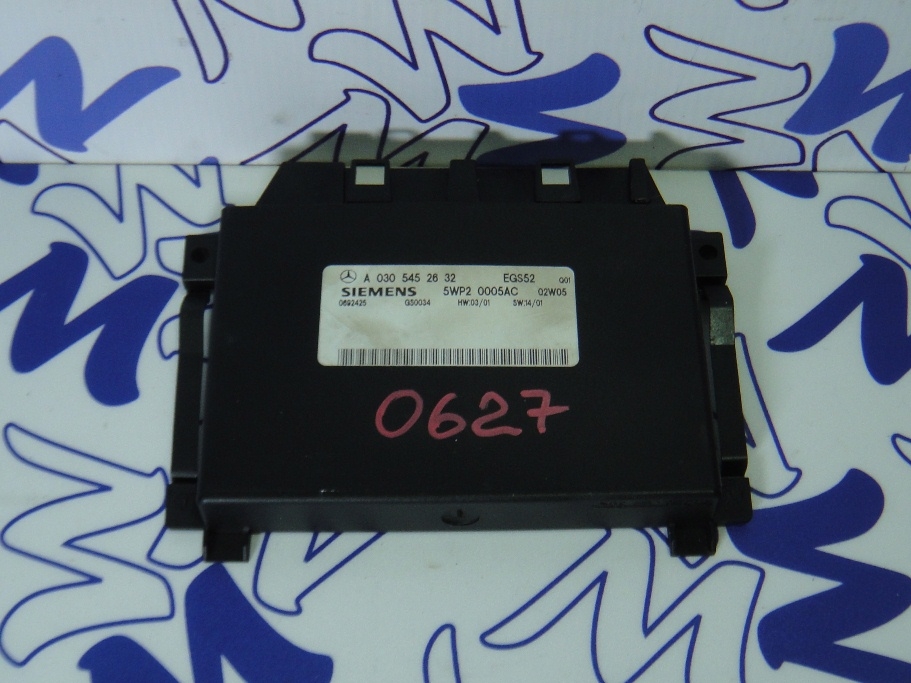 A 030 545 26 32 EGS52 Q01
SIEMENS 5WP2 0005AC 02W05
0692425 G50034 HW:03/01 SW:14/01
0627